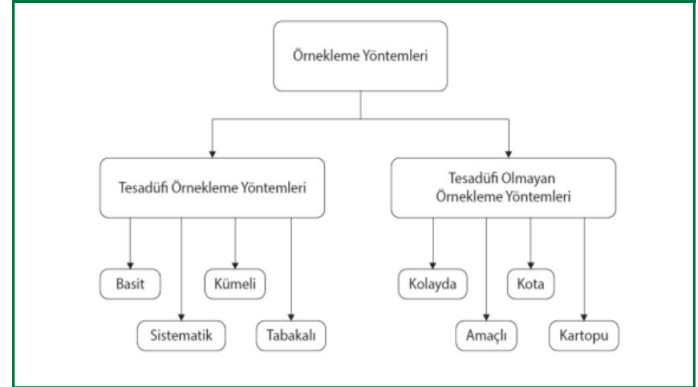 Örnekleme Yöntemleri
Tesadüfi Örnekleme Yöntemleri
Tesadüfi Olmayan
Örnekleme Yöntemleri
Basit
Kümeli
Kolayda
Kota
Sistematik
Tabakalı
Amaçlı
Kartopu